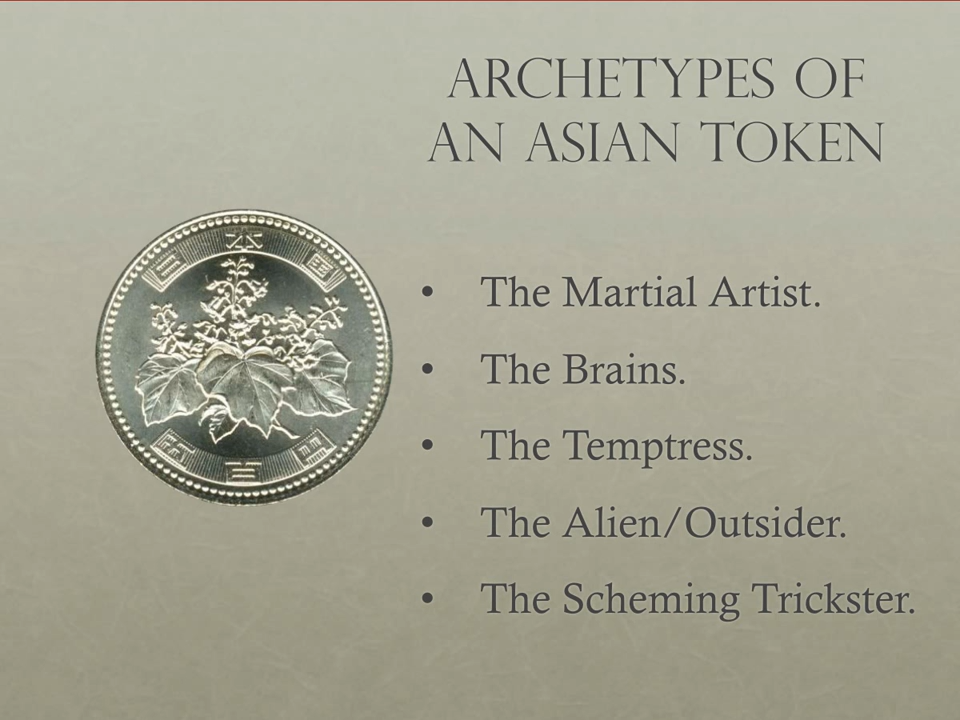 ARCHETYPES OF
AN ASIAN TOKEN
• The Martial Artist.
• The Brains.
• The Temptress.
• The Alien/Outsider.
• The Scheming Trickster.